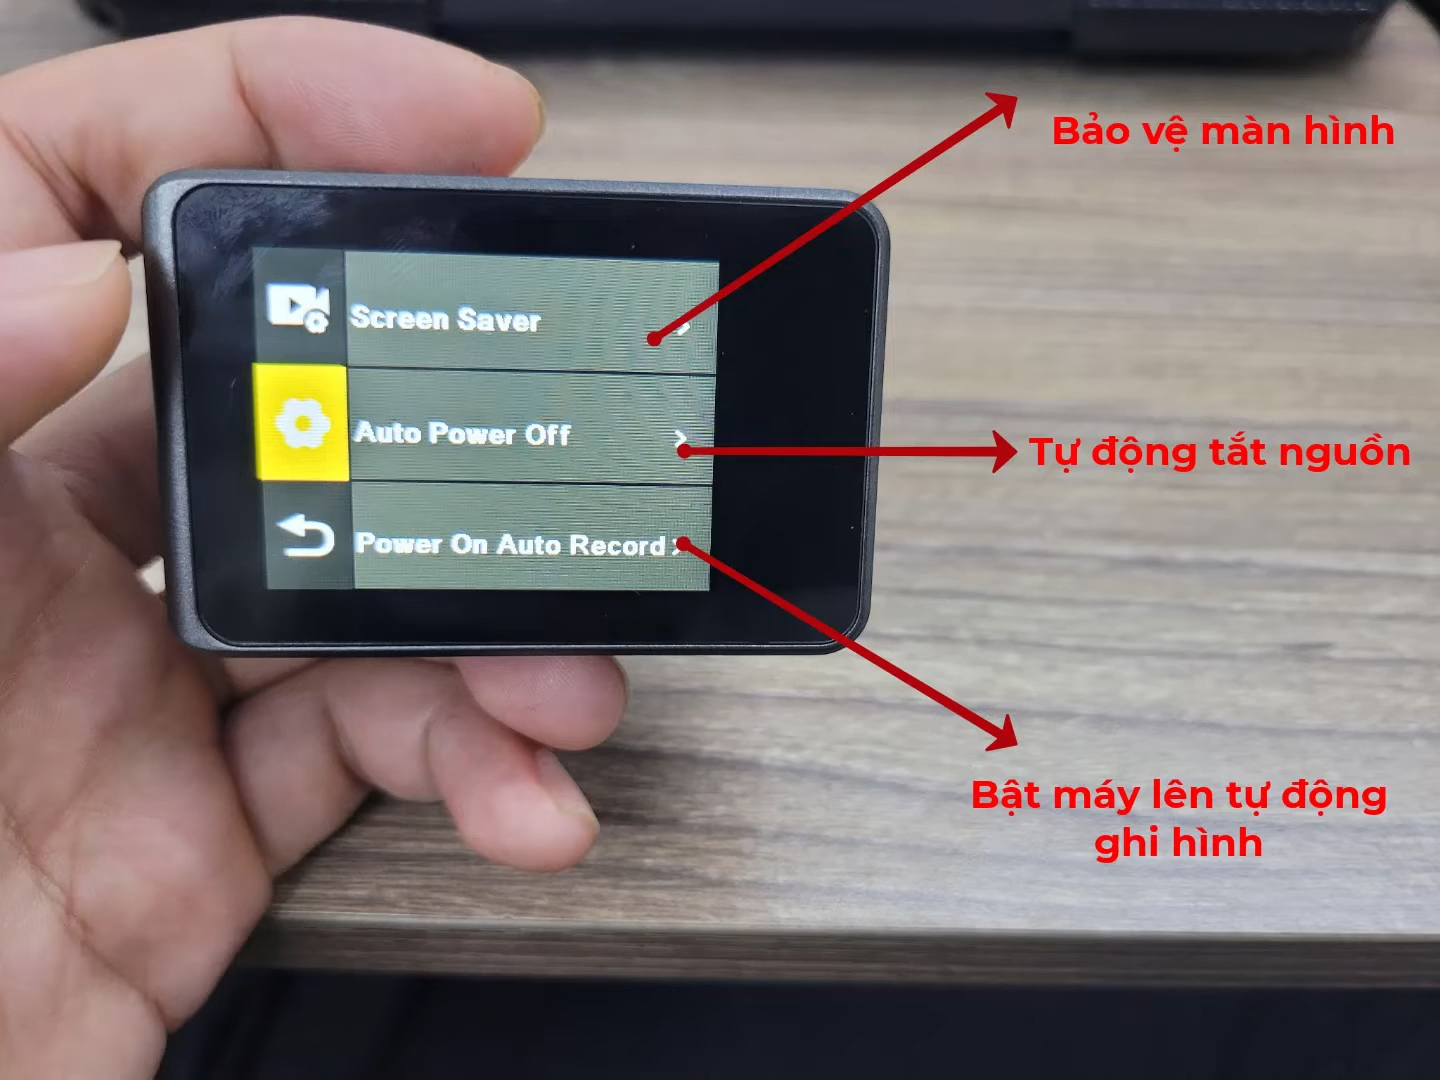 Bảo vệ màn hình
Screen Saver
Auto Power Off
Tự động tắt nguồn
Power On Auto Record
Bật máy lên tự động
ghi hình